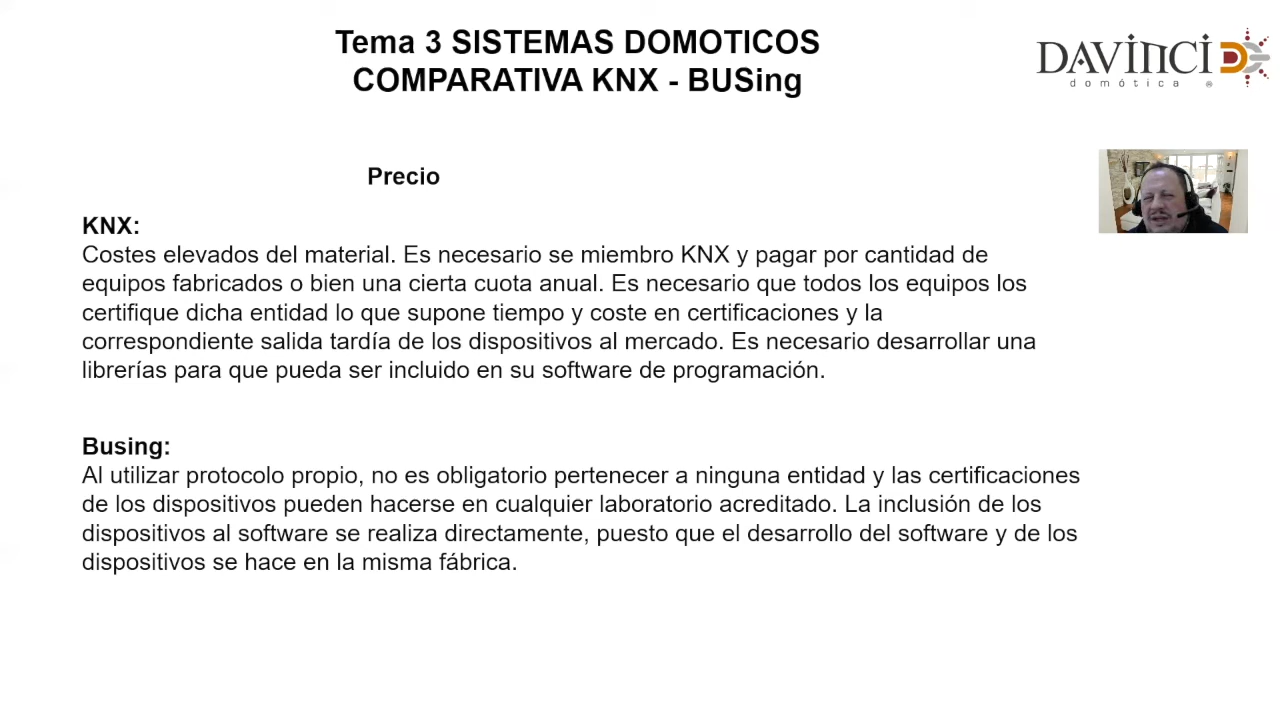 Tema 3 SISTEMAS DOMOTICOS
COMPARATIVA KNX - BUSing
DAVINCI
domótica ®
Precio
KNX:
Costes elevados del material. Es necesario se miembro KNX y pagar por cantidad de
equipos fabricados o bien una cierta cuota anual. Es necesario que todos los equipos los
certifique dicha entidad lo que supone tiempo y coste en certificaciones y la
correspondiente salida tardía de los dispositivos al mercado. Es necesario desarrollar una
librerías para que pueda ser incluido en su software de programación.
Busing:
Al utilizar protocolo propio, no es obligatorio pertenecer a ninguna entidad y las certificaciones
de los dispositivos pueden hacerse en cualquier laboratorio acreditado. La inclusión de los
dispositivos al software se realiza directamente, puesto que el desarrollo del software y de los
dispositivos se hace en la misma fábrica.